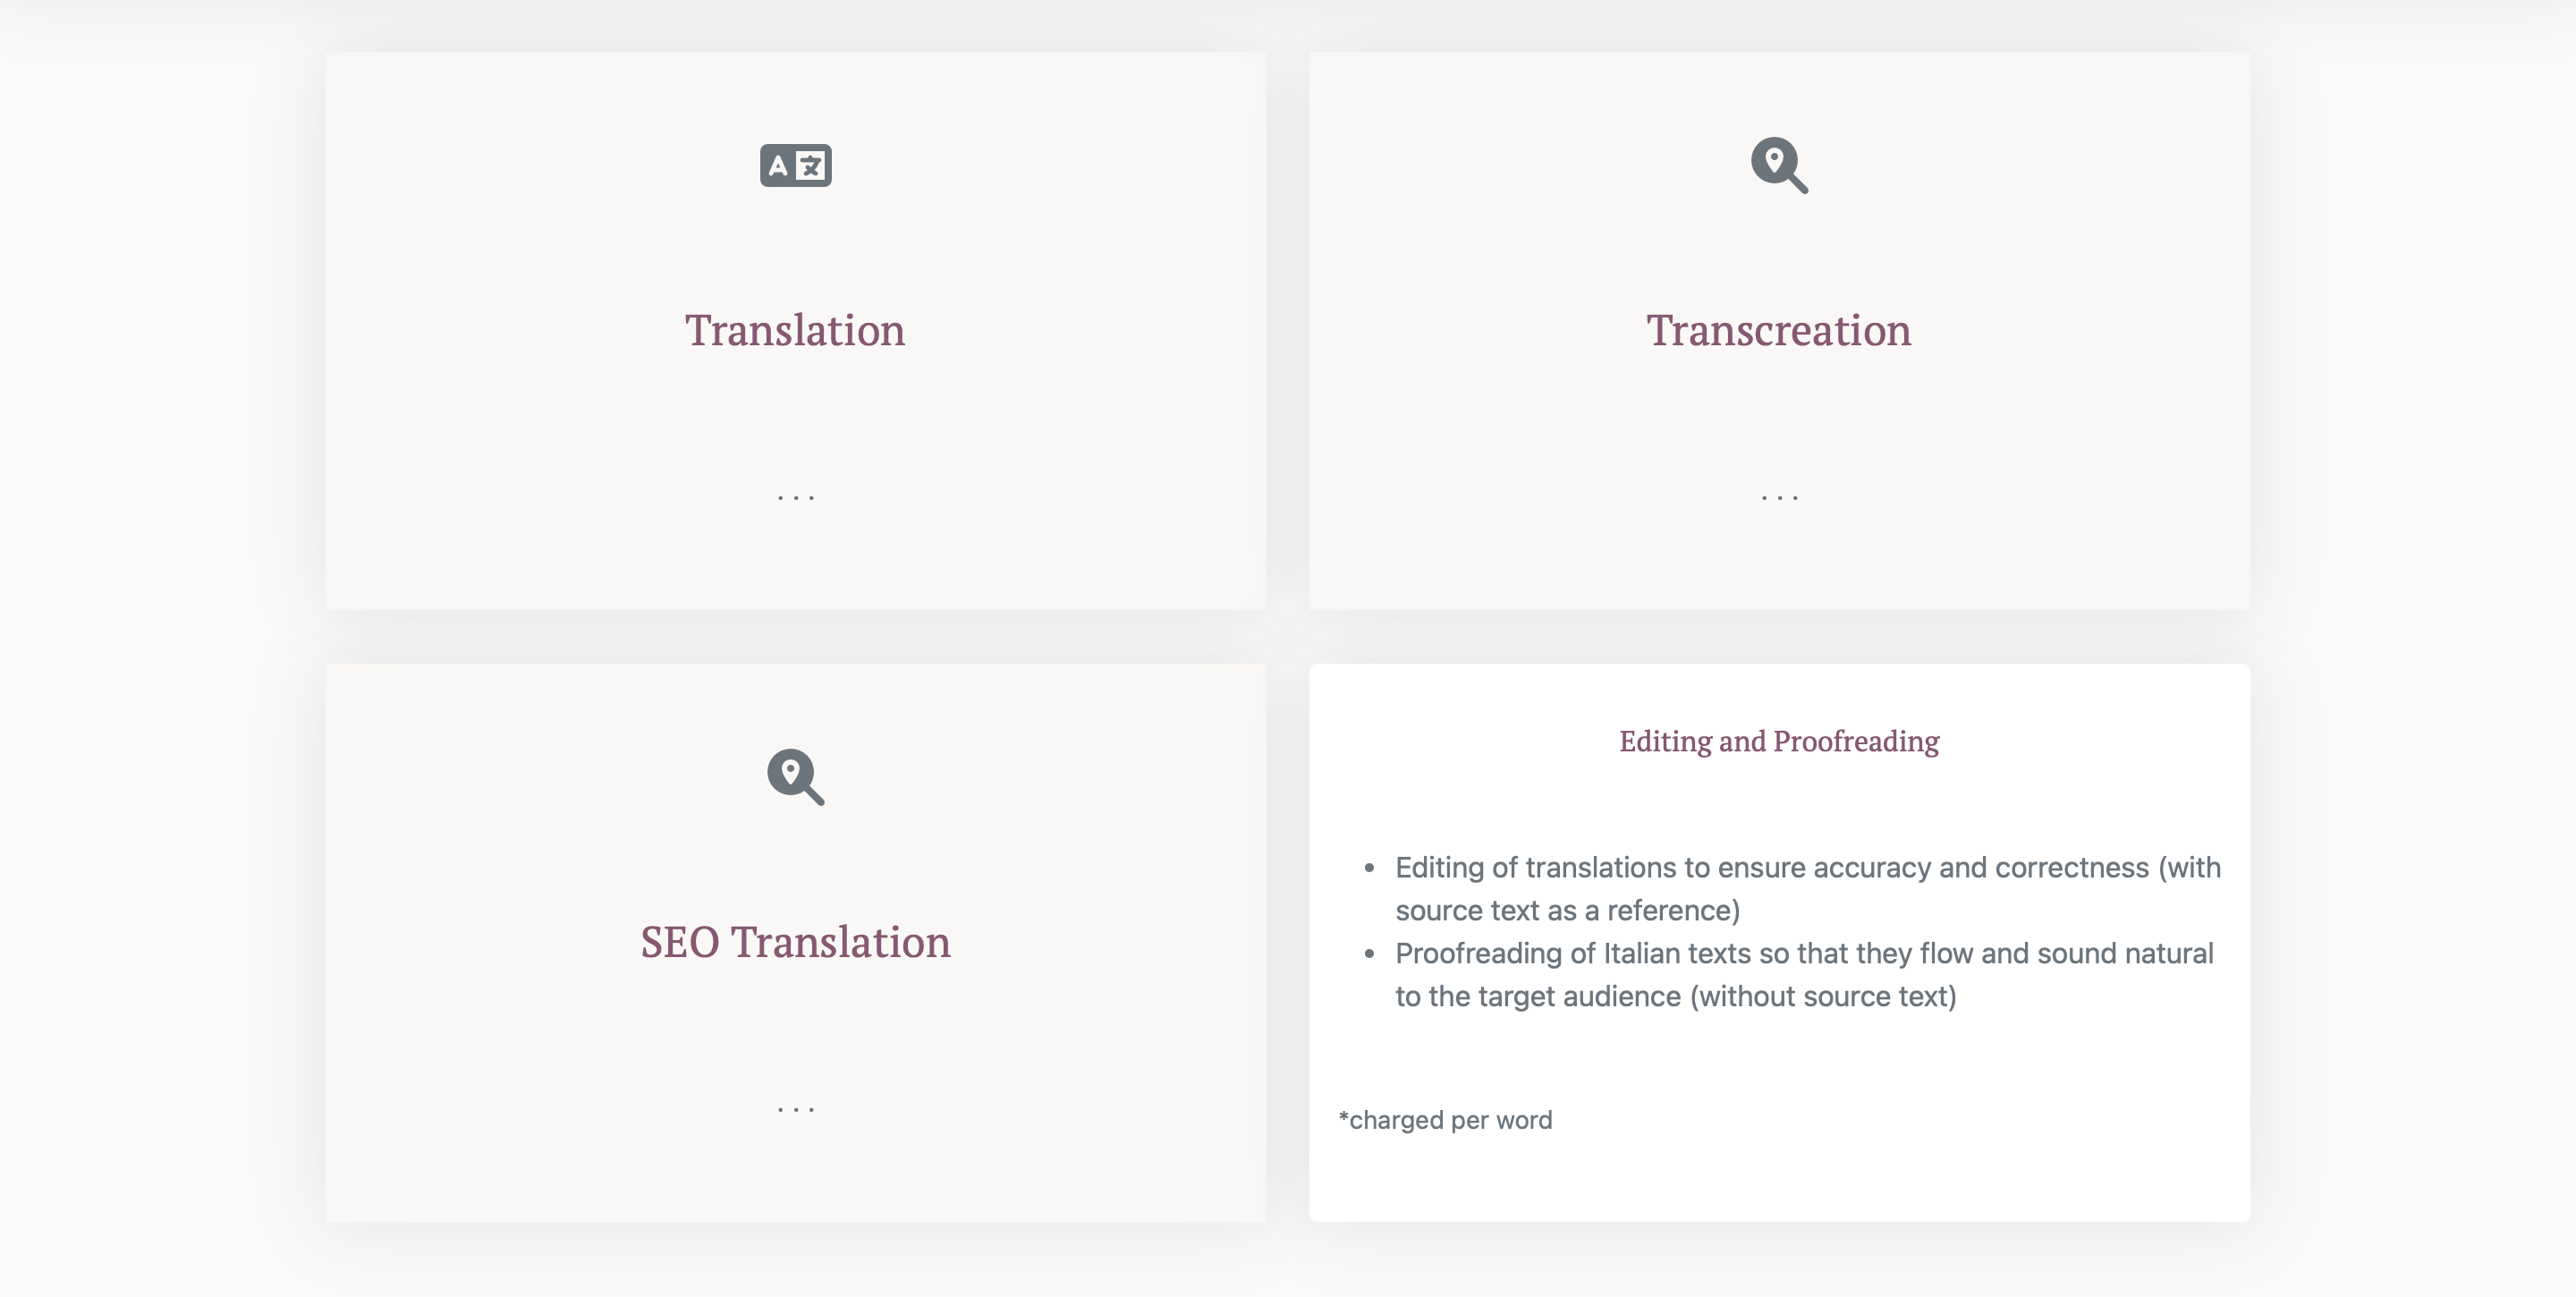 A 文
Translation
...
Transcreation
...
SEO Translation
...
Editing and Proofreading
• Editing of translations to ensure accuracy and correctness (with
source text as a reference)
• Proofreading of Italian texts so that they flow and sound natural
to the target audience (without source text)
*charged per word